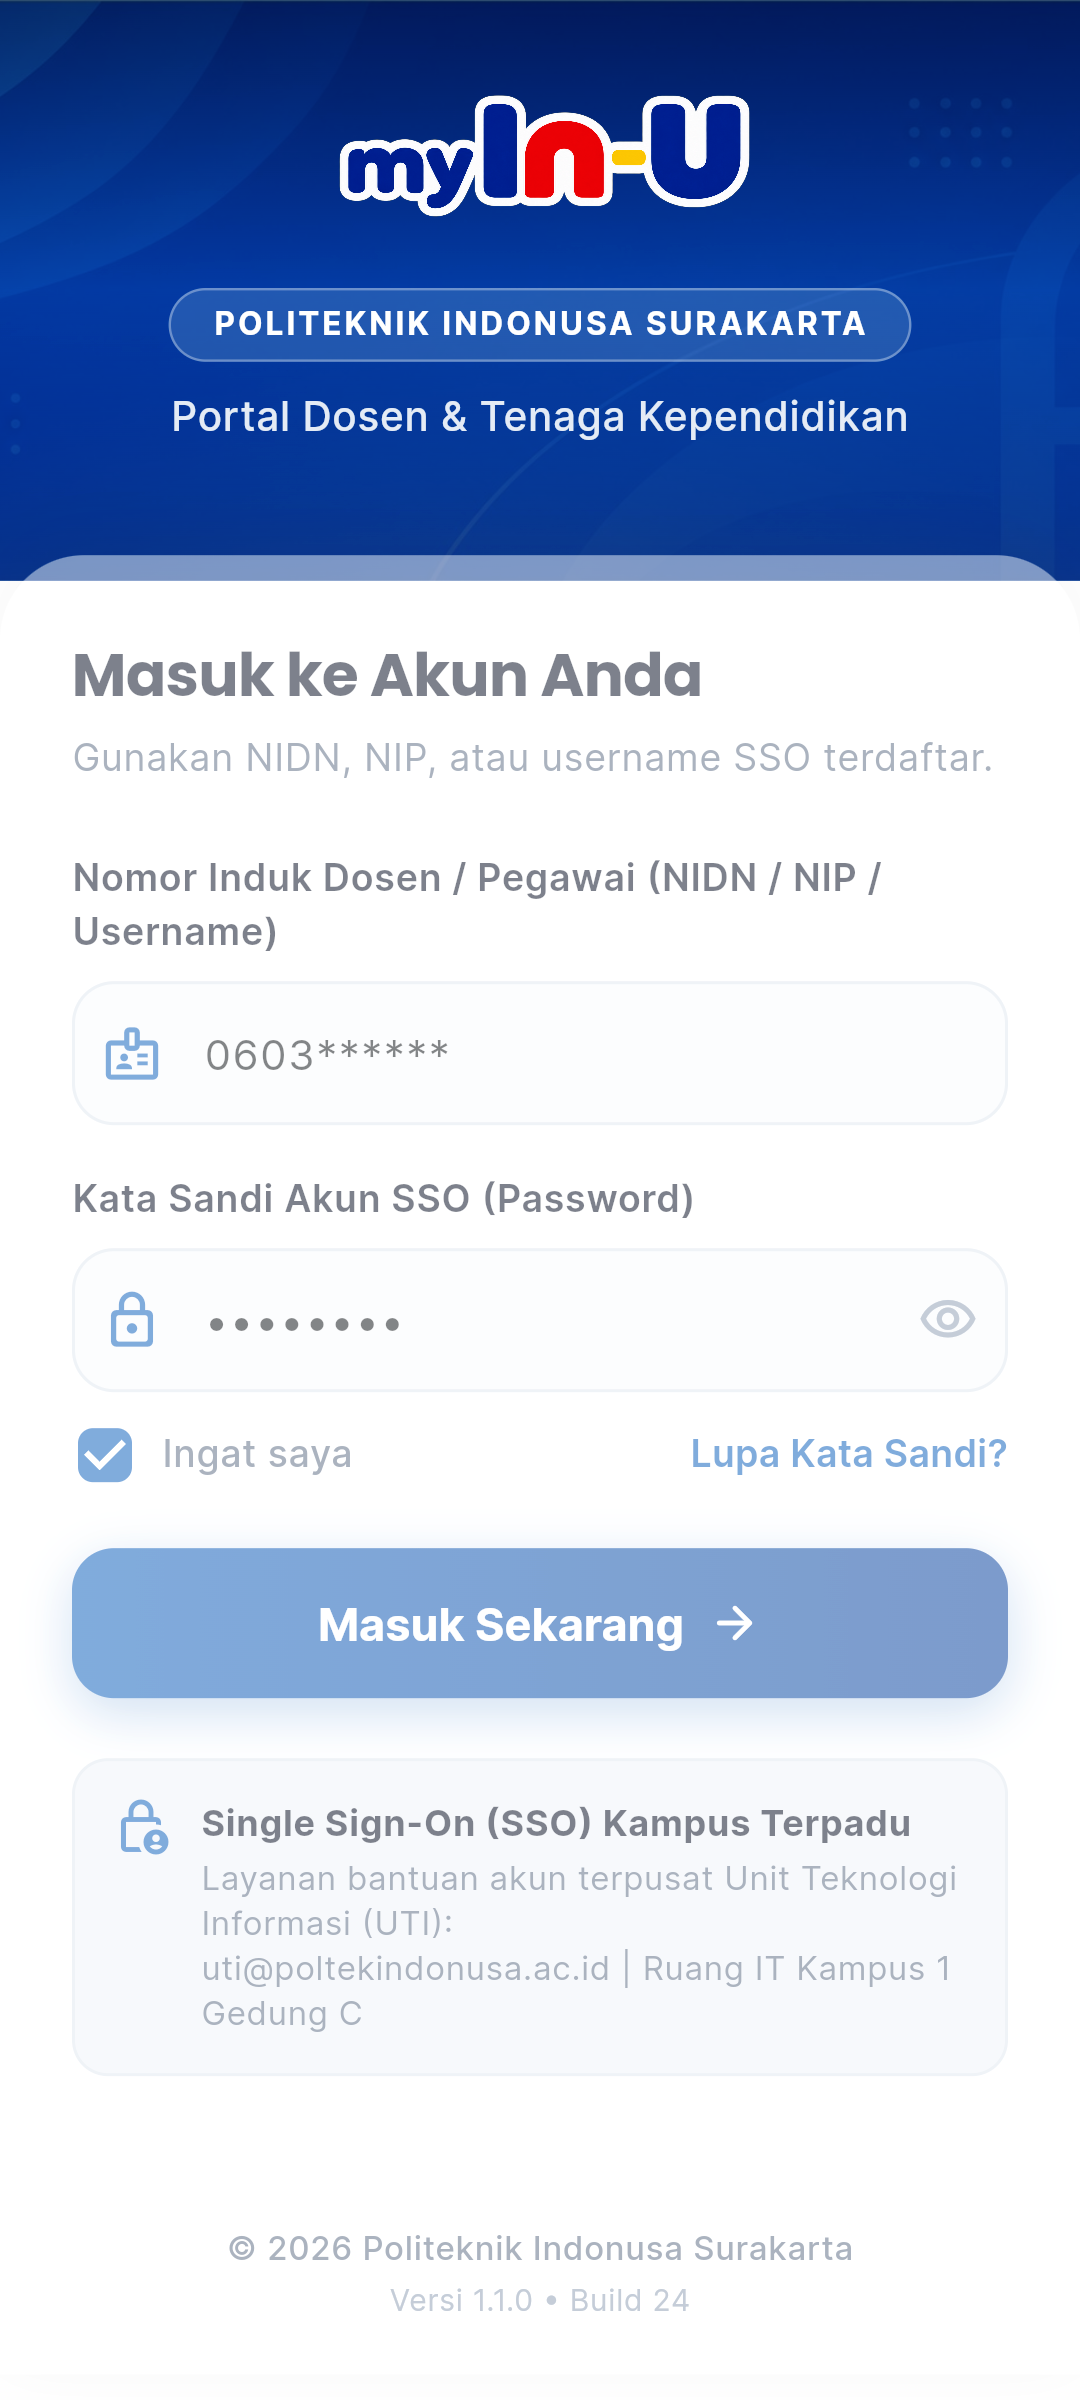 myIn-U
POLITEKNIK INDONUSA SURAKARTA
Portal Dosen & Tenaga Kependidikan
Masuk ke Akun Anda
Gunakan NIDN, NIP, atau username SSO terdaftar.
Nomor Induk Dosen / Pegawai (NIDN / NIP /
Username)
0603******
Kata Sandi Akun SSO (Password)
••••••••
Ingat saya
Lupa Kata Sandi?
Masuk Sekarang →
Single Sign-On (SSO) Kampus Terpadu
Layanan bantuan akun terpusat Unit Teknologi
Informasi (UTI):
uti@poltekindonusa.ac.id | Ruang IT Kampus 1
Gedung C
© 2026 Politeknik Indonusa Surakarta
Versi 1.1.0 • Build 24